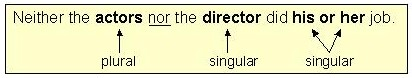 Neither the actors nor the director did his or her job.
plural singular singular